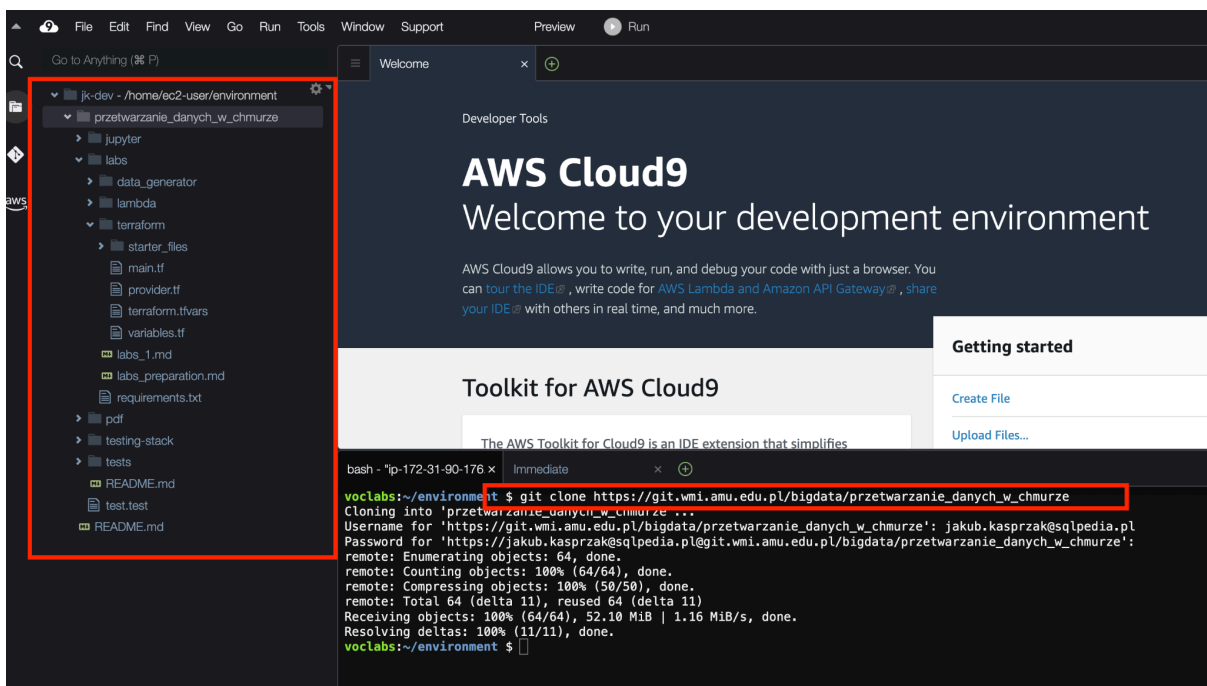 9 File Edit Find View Go Run Tools Window Support Preview Run
Go to Anything (⌘ P)
Welcome
jk-dev - /home/ec2-user/environment
przetwarzanie_danych_w_chmurze
jupyter
labs
data_generator
lambda
terraform
starter_files
main.tf
provider.tf
terraform.tfvars
variables.tf
labs_1.md
labs_preparation.md
requirements.txt
pdf
testing-stack
tests
README.md
test.test
README.md
aws
Developer Tools
AWS Cloud9
Welcome to your development environment
AWS Cloud9 allows you to write, run, and debug your code with just a browser. You
can tour the IDE , write code for AWS Lambda and Amazon API Gateway , share
your IDE with others in real time, and much more.
Getting started
Create File
Upload Files...
Toolkit for AWS Cloud9
The AWS Toolkit for Cloud9 is an IDE extension that simplifies
bash - "ip-172-31-90-176 Immediate
voclabs:~/environment $ git clone https://git.wmi.amu.edu.pl/bigdata/przetwarzanie_danych_w_chmurze
Cloning into 'przetwarzanie_danych_w_chmurze'...
Username for 'https://git.wmi.amu.edu.pl/bigdata/przetwarzanie_danych_w_chmurze': jakub.kasprzak@sqlpedia.pl
Password for 'https://jakub.kasprzak@sqlpedia.pl@git.wmi.amu.edu.pl/bigdata/przetwarzanie_danych_w_chmurze':
remote: Enumerating objects: 64, done.
remote: Counting objects: 100% (64/64), done.
remote: Compressing objects: 100% (50/50), done.
remote: Total 64 (delta 11), reused 64 (delta 11)
Receiving objects: 100% (64/64), 52.10 MiB | 1.16 MiB/s, done.
Resolving deltas: 100% (11/11), done.
voclabs:~/environment $